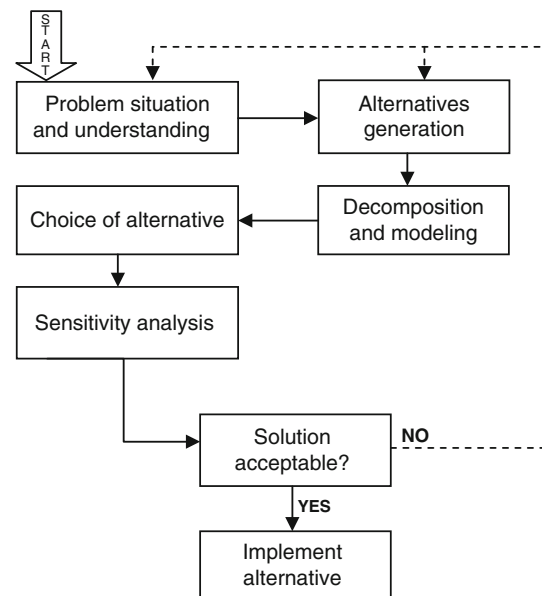 START
Problem situation
and understanding
Alternatives
generation
Decomposition
and modeling
Choice of alternative
Sensitivity analysis
Solution
acceptable?
NO
YES
Implement
alternative